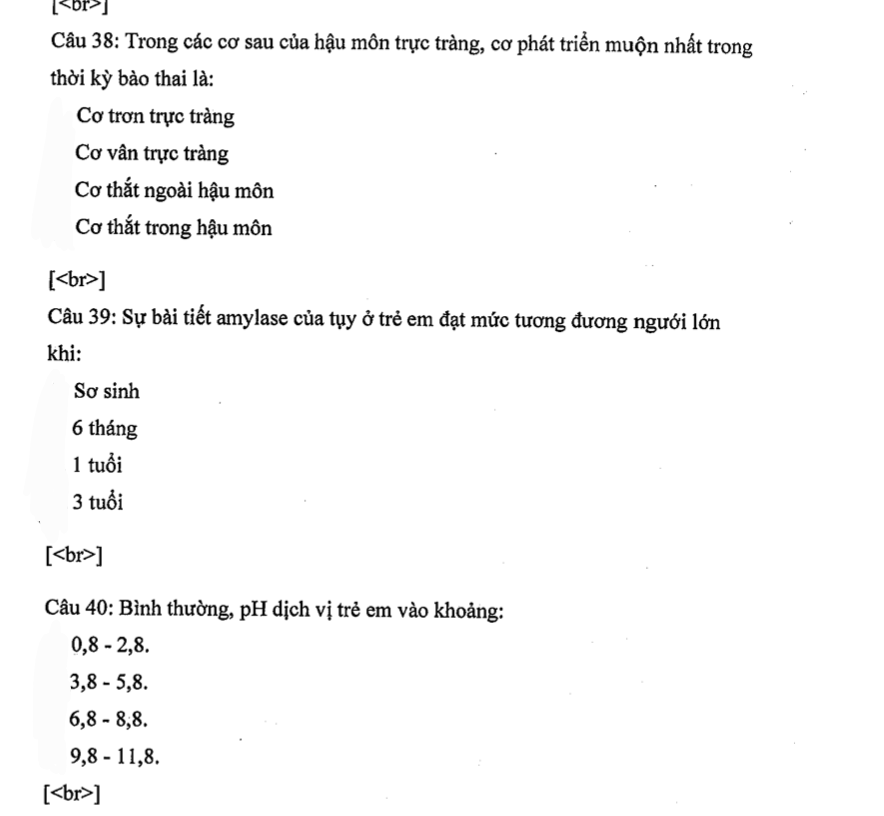 [<br>]
Câu 38: Trong các cơ sau của hậu môn trực tràng, cơ phát triển muộn nhất trong
thời kỳ bào thai là:
Cơ trơn trực tràng
Cơ vân trực tràng
Cơ thắt ngoài hậu môn
Cơ thắt trong hậu môn
[<br>]
Câu 39: Sự bài tiết amylase của tụy ở trẻ em đạt mức tương đương ngưới lớn
khi:
Sơ sinh
6 tháng
1 tuổi
3 tuổi
[<br>]
Câu 40: Bình thường, pH dịch vị trẻ em vào khoảng:
0,8 - 2,8.
3,8 - 5,8.
6,8 - 8,8.
9,8 - 11,8.
[<br>]